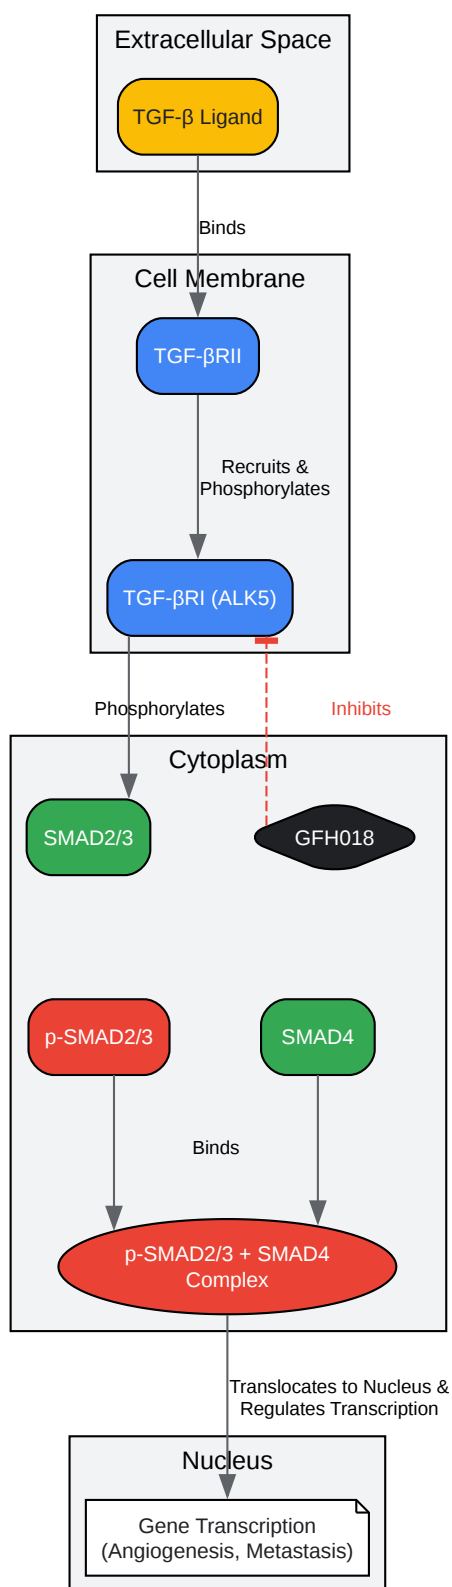 Extracellular Space
TGF-β Ligand
Binds
Cell Membrane
TGF-βRII
Recruits &
Phosphorylates
TGF-βRI (ALK5)
Phosphorylates
Inhibits
Cytoplasm
SMAD2/3
GFH018
p-SMAD2/3
SMAD4
Binds
p-SMAD2/3 + SMAD4
Complex
Translocates to Nucleus &
Regulates Transcription
Nucleus
Gene Transcription
(Angiogenesis, Metastasis)